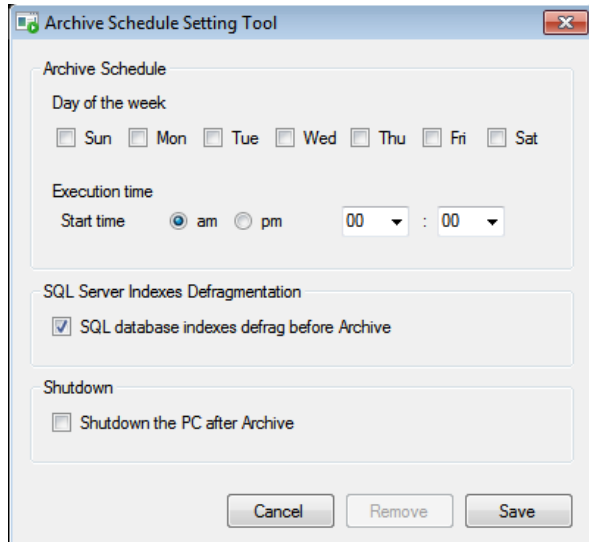 Archive Schedule Setting Tool
Archive Schedule
Day of the week
Sun Mon Tue Wed Thu Fri Sat
Execution time
Start time am pm 00 : 00
SQL Server Indexes Defragmentation
SQL database indexes defrag before Archive
Shutdown
Shutdown the PC after Archive
Cancel Remove Save